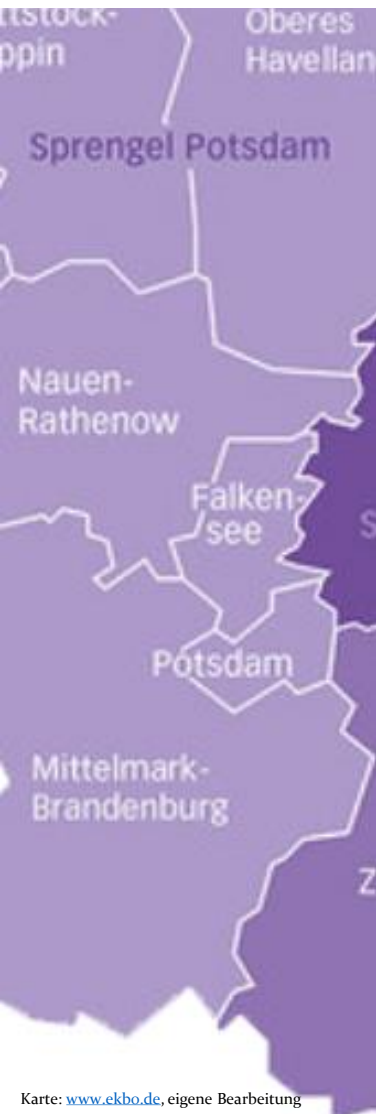 ttstock-
ppin
Oberes
Havellan
Sprengel Potsdam
Nauen-
Rathenow
Falken-
see
S
Potsdam
Mittelmark-
Brandenburg
Z
Karte: www.ekbo.de, eigene Bearbeitung